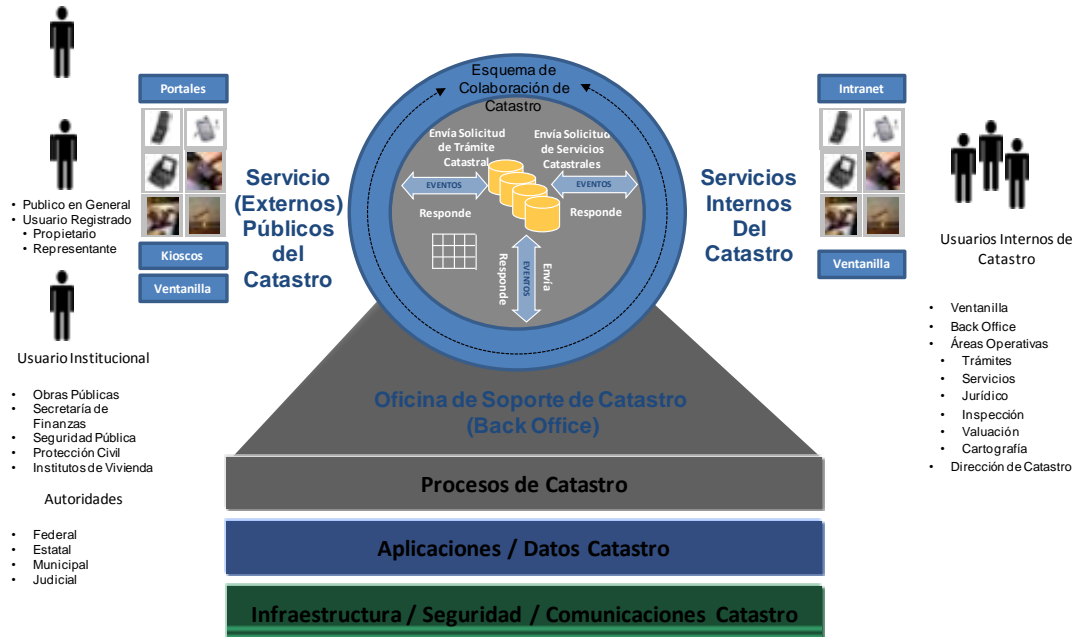 Portales
• Publico en General
• Usuario Registrado
• Propietario
• Representante
Kioscos
Ventanilla
Usuario Institucional
• Obras Públicas
• Secretaría de
Finanzas
• Seguridad Pública
• Protección Civil
• Institutos de Vivienda
Autoridades
• Federal
• Estatal
• Municipal
• Judicial
Servicio
(Externos)
Públicos
del
Catastro
Esquema de
Colaboración de
Catastro
Envía Solicitud
de Trámite
Catastral
EVENTOS
Responde
Envía Solicitud
de Servicios
Catastrales
EVENTOS
Responde
Responde
EVENTOS
Envía
Servicios
Internos
Del
Catastro
Intranet
Ventanilla
Usuarios Internos de
Catastro
• Ventanilla
• Back Office
• Áreas Operativas
• Trámites
• Servicios
• Jurídico
• Inspección
• Valuación
• Cartografía
• Dirección de Catastro
Oficina de Soporte de Catastro
(Back Office)
Procesos de Catastro
Aplicaciones / Datos Catastro
Infraestructura / Seguridad / Comunicaciones Catastro